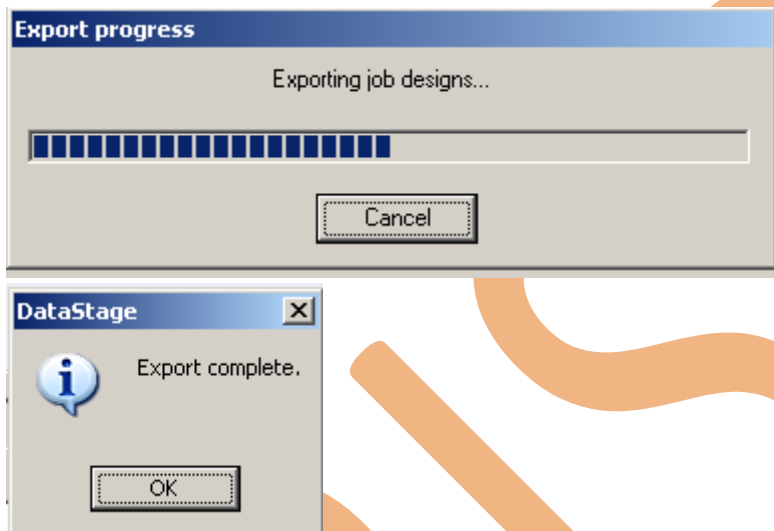 Export progress
Exporting job designs...
Cancel
DataStage
Export complete.
OK